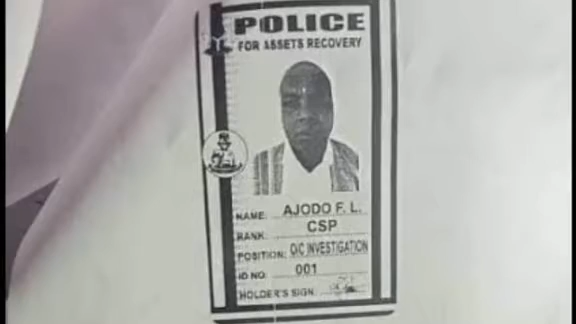 POLICE
FOR ASSETS RECOVERY
NAME: AJODO F. L.
RANK: CSP
POSITION: O/C INVESTIGATION
ID NO: 001
HOLDER'S SIGN: